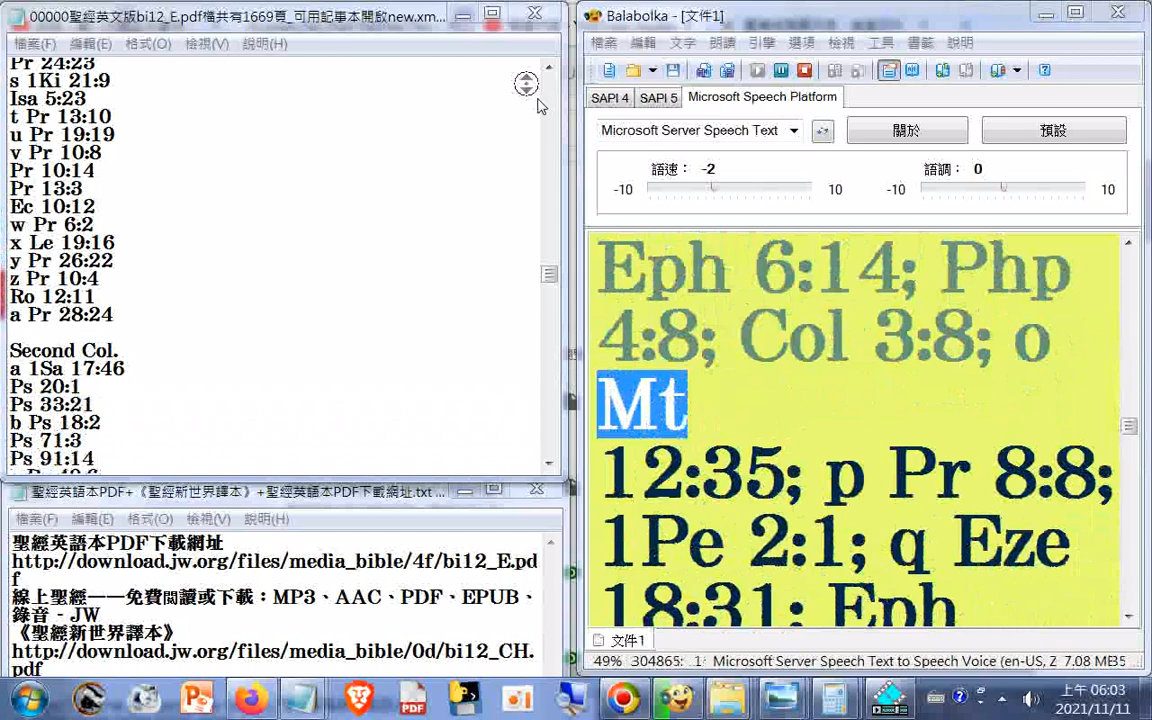 00000聖經英文版bi12_E.pdf檔共有1669頁_可用記事本開啟new.xm...
檔案(F) 編輯(E) 格式(O) 檢視(V) 說明(H)
Pr 24:23
s 1Ki 21:9
Isa 5:23
t Pr 13:10
u Pr 19:19
v Pr 10:8
Pr 10:14
Pr 13:3
Ec 10:12
w Pr 6:2
x Le 19:16
y Pr 26:22
z Pr 10:4
Ro 12:11
a Pr 28:24
Second Col.
a 1Sa 17:46
Ps 20:1
Ps 33:21
b Ps 18:2
Ps 71:3
Ps 91:14
聖經英語本PDF+《聖經新世界譯本》+聖經英語本PDF下載網址.txt ...
檔案(F) 編輯(E) 格式(O) 檢視(V) 說明(H)
聖經英語本PDF下載網址
http://download.jw.org/files/media_bible/4f/bi12_E.pd
f
線上聖經——免費閱讀或下載：MP3、AAC、PDF、EPUB、
錄音 - JW
《聖經新世界譯本》
http://download.jw.org/files/media_bible/0d/bi12_CH.
pdf
Balabolka - [文件1]
檔案 編輯 文字 朗讀 引擎 選項 檢視 工具 書籤 說明
SAPI 4 SAPI 5 Microsoft Speech Platform
Microsoft Server Speech Text 關於 預設
語速： -2 語調： 0
-10 10 -10 10
Eph 6:14; Php
4:8; Col 3:8; o
Mt
12:35; p Pr 8:8;
1Pe 2:1; q Eze
18:31; Eph
文件1
49% 304865: Microsoft Server Speech Text to Speech Voice (en-US, Z 7.08 MB
上午 06:03
2021/11/11